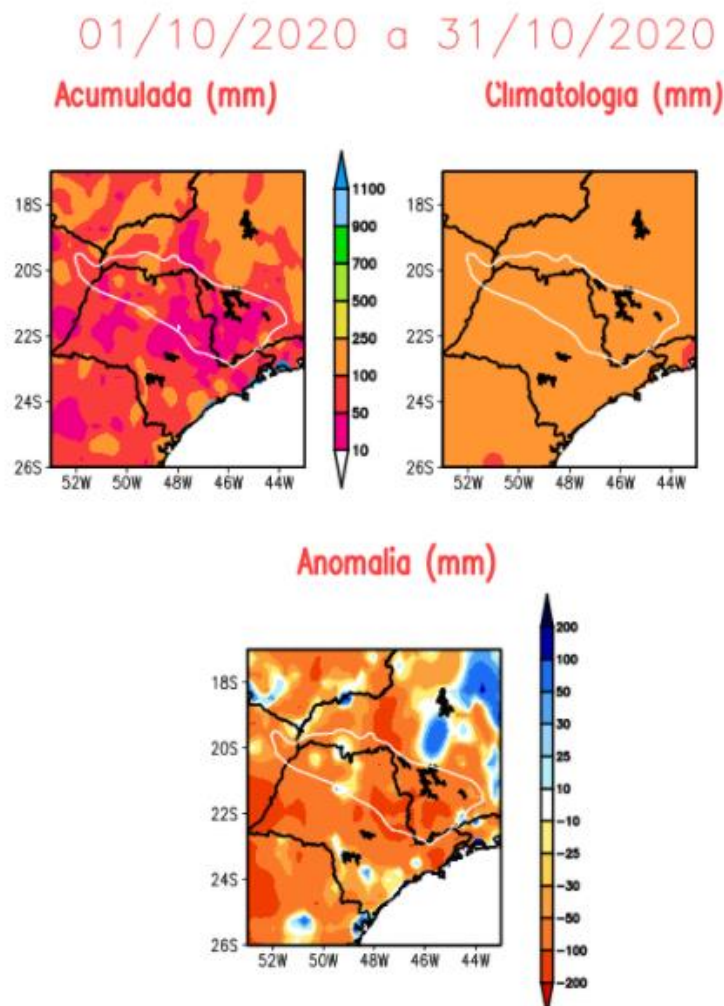 01/10/2020 a 31/10/2020
Acumulada (mm)
Climatologia (mm)
18S
20S
22S
24S
26S
52W 50W 48W 46W 44W
1100
900
700
500
250
100
50
10
18S
20S
22S
24S
26S
52W 50W 48W 46W 44W
Anomalia (mm)
18S
20S
22S
24S
26S
52W 50W 48W 46W 44W
200
100
50
30
25
10
-10
-25
-30
-50
-100
-200